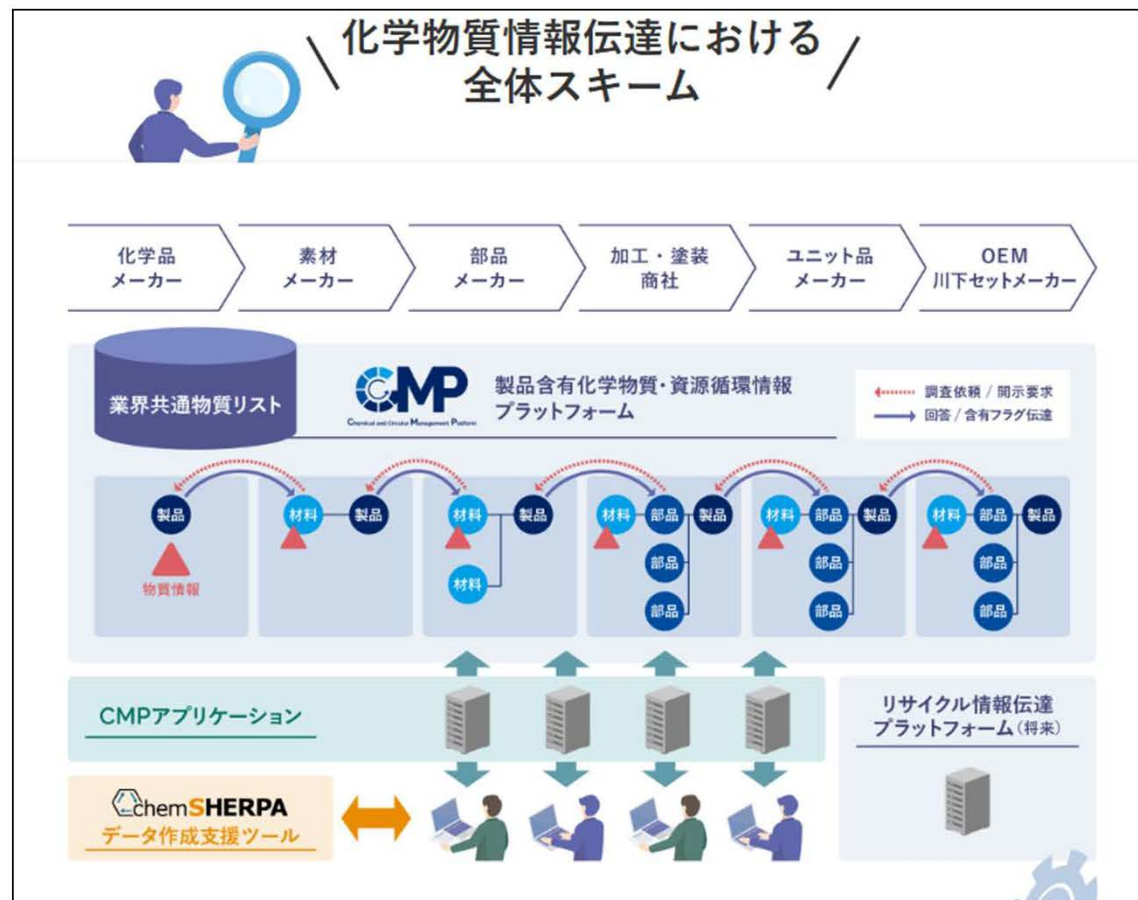 化学物質情報伝達における
全体スキーム
化学品
メーカー
素材
メーカー
部品
メーカー
加工・塗装
商社
ユニット品
メーカー
OEM
川下セットメーカー
業界共通物質リスト
CMP
Chemical and Circular Management Platform
製品含有化学物質・資源循環情報
プラットフォーム
調査依頼 / 開示要求
回答 / 含有フラグ伝達
製品
物質情報
材料
製品
材料
製品
材料
材料
部品
製品
部品
部品
材料
部品
製品
部品
部品
材料
部品
製品
部品
部品
CMPアプリケーション
リサイクル情報伝達
プラットフォーム（将来）
chemSHERPA
データ作成支援ツール